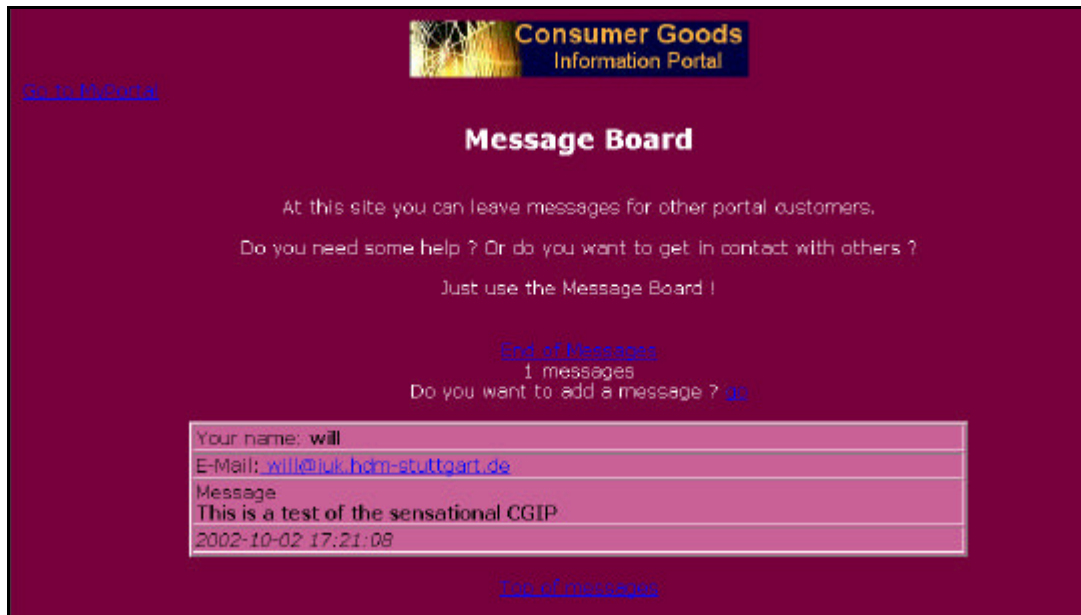 Consumer Goods
Information Portal
Go to MyPortal
Message Board
At this site you can leave messages for other portal customers.
Do you need some help ? Or do you want to get in contact with others ?
Just use the Message Board !
End of Messages
1 messages
Do you want to add a message ? go
Your name: will
E-Mail: will@iuk.hdm-stuttgart.de
Message
This is a test of the sensational CGIP
2002-10-02 17:21:08
Top of messages